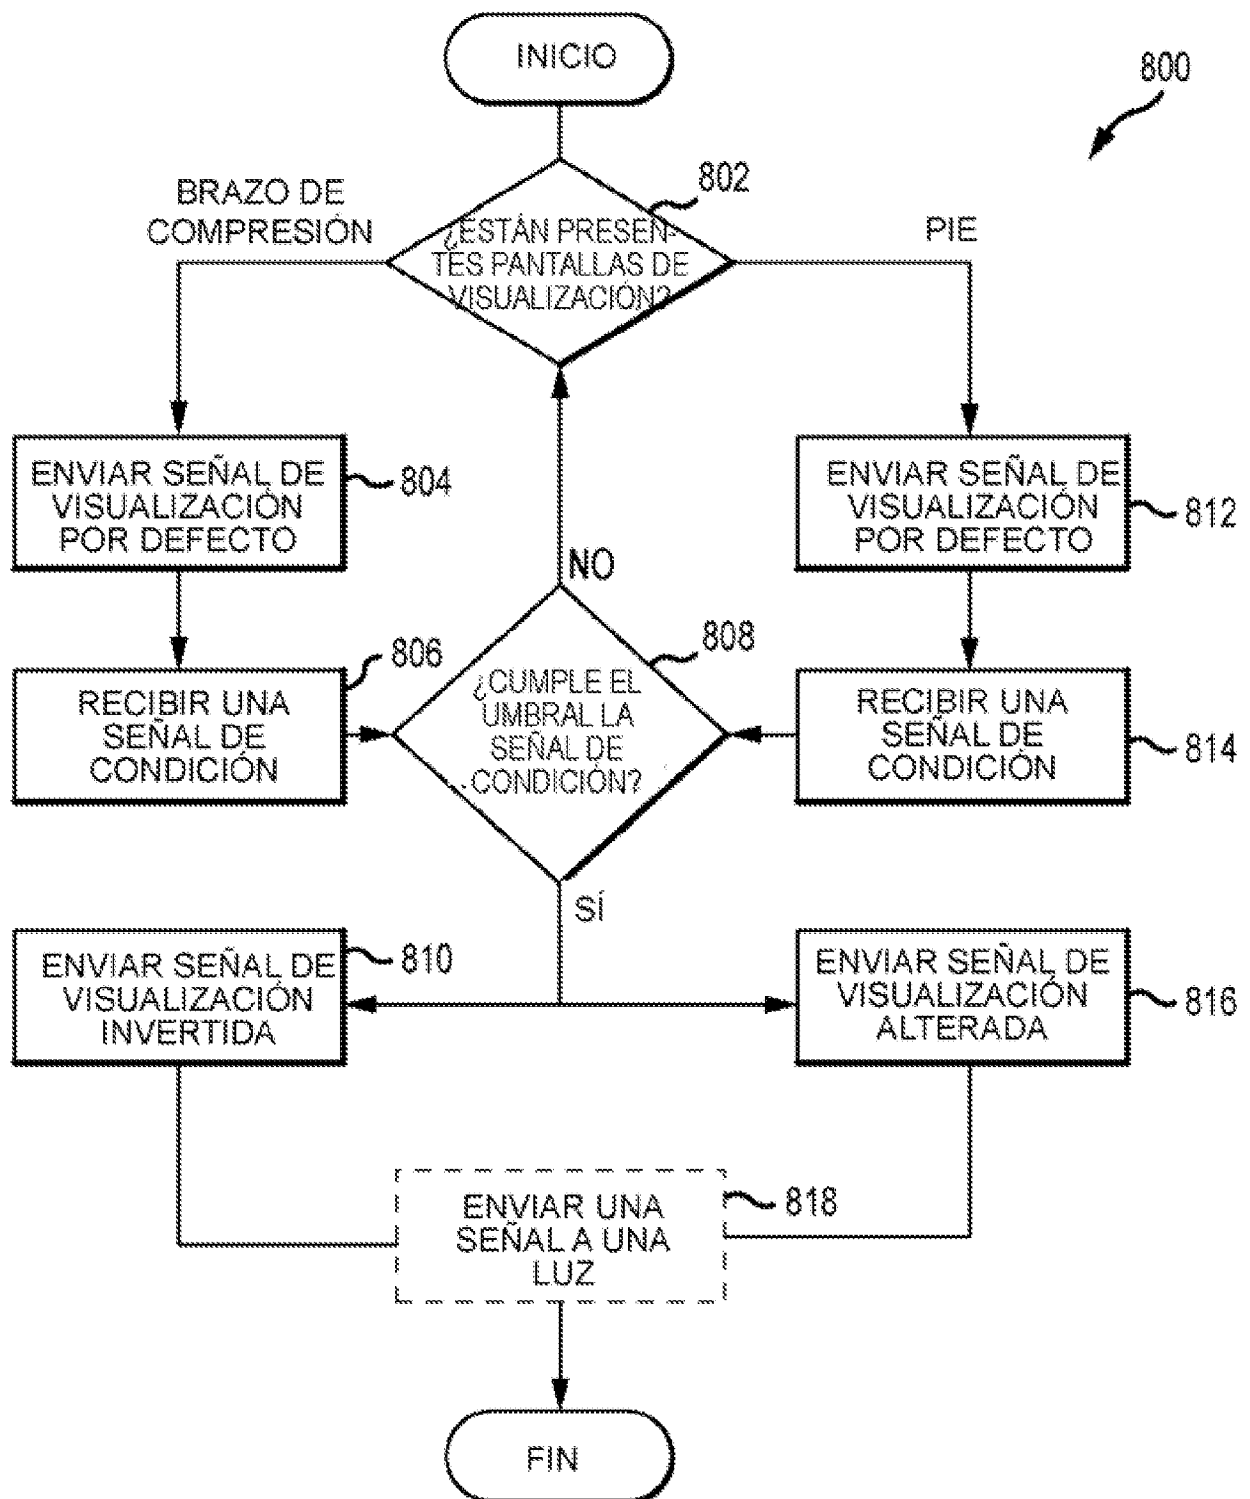 INICIO
800
802
BRAZO DE
COMPRESIÓN
¿ESTÁN PRESEN-
TES PANTALLAS DE
VISUALIZACIÓN?
PIE
ENVIAR SEÑAL DE
VISUALIZACIÓN
POR DEFECTO
804
ENVIAR SEÑAL DE
VISUALIZACIÓN
POR DEFECTO
812
NO
806
RECIBIR UNA
SEÑAL DE
CONDICIÓN
808
¿CUMPLE EL
UMBRAL LA
SEÑAL DE
CONDICIÓN?
RECIBIR UNA
SEÑAL DE
CONDICIÓN
814
SÍ
ENVIAR SEÑAL DE
VISUALIZACIÓN
INVERTIDA
810
ENVIAR SEÑAL DE
VISUALIZACIÓN
ALTERADA
816
ENVIAR UNA
SEÑAL A UNA
LUZ
818
FIN